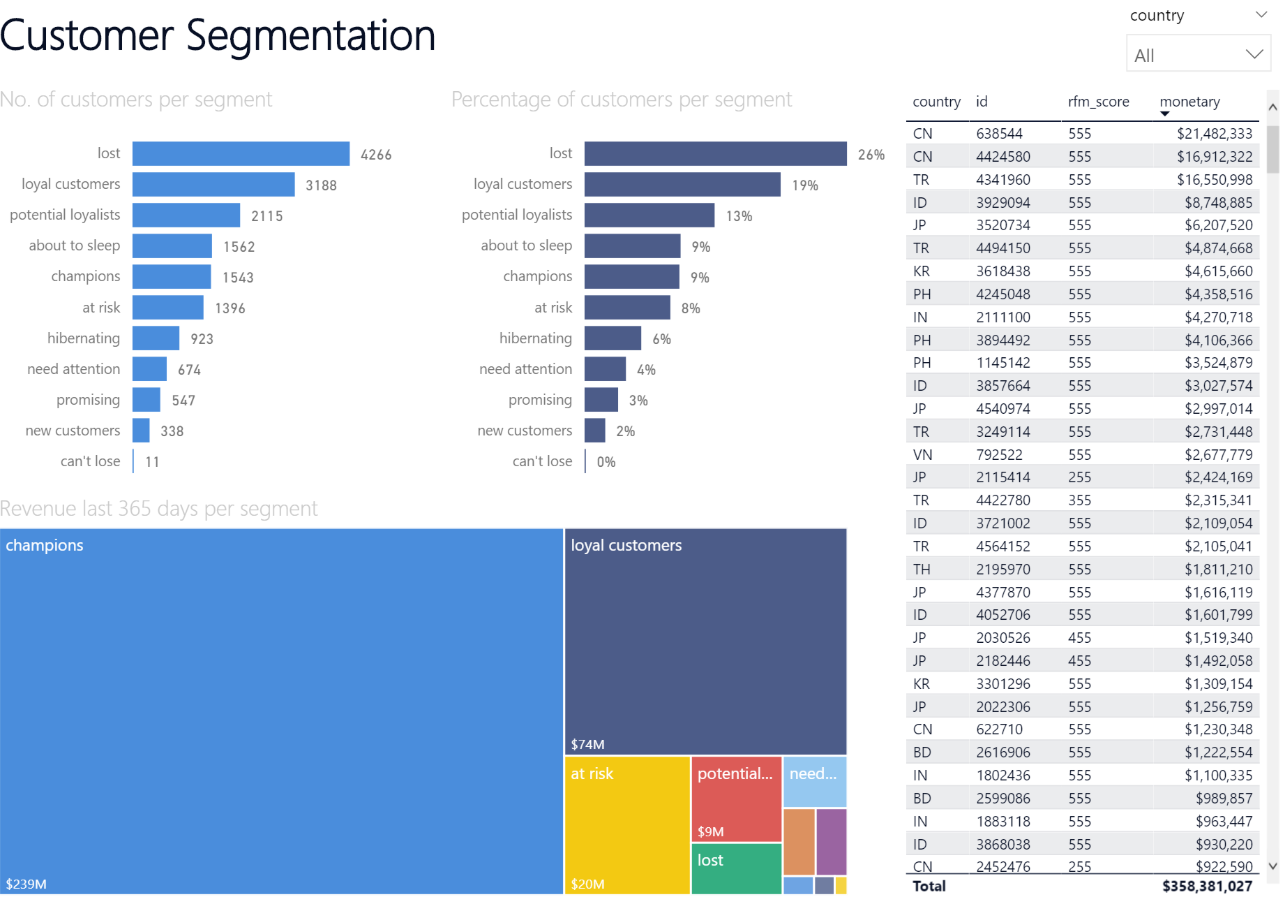 Customer Segmentation
country
All
No. of customers per segment
lost 4266
loyal customers 3188
potential loyalists 2115
about to sleep 1562
champions 1543
at risk 1396
hibernating 923
need attention 674
promising 547
new customers 338
can't lose 11
Percentage of customers per segment
lost 26%
loyal customers 19%
potential loyalists 13%
about to sleep 9%
champions 9%
at risk 8%
hibernating 6%
need attention 4%
promising 3%
new customers 2%
can't lose 0%
Revenue last 365 days per segment
champions
$239M
loyal customers
$74M
at risk
$20M
potential...
$9M
lost
need...
country id rfm_score monetary
CN 638544 555 $21,482,333
CN 4424580 555 $16,912,322
TR 4341960 555 $16,550,998
ID 3929094 555 $8,748,885
JP 3520734 555 $6,207,520
TR 4494150 555 $4,874,668
KR 3618438 555 $4,615,660
PH 4245048 555 $4,358,516
IN 2111100 555 $4,270,718
PH 3894492 555 $4,106,366
PH 1145142 555 $3,524,879
ID 3857664 555 $3,027,574
JP 4540974 555 $2,997,014
TR 3249114 555 $2,731,448
VN 792522 555 $2,677,779
JP 2115414 255 $2,424,169
TR 4422780 355 $2,315,341
ID 3721002 555 $2,109,054
TR 4564152 555 $2,105,041
TH 2195970 555 $1,811,210
JP 4377870 555 $1,616,119
ID 4052706 555 $1,601,799
JP 2030526 455 $1,519,340
JP 2182446 455 $1,492,058
KR 3301296 555 $1,309,154
JP 2022306 555 $1,256,759
CN 622710 555 $1,230,348
BD 2616906 555 $1,222,554
IN 1802436 555 $1,100,335
BD 2599086 555 $989,857
IN 1883118 555 $963,447
ID 3868038 555 $930,220
CN 2452476 255 $922,590
Total $358,381,027